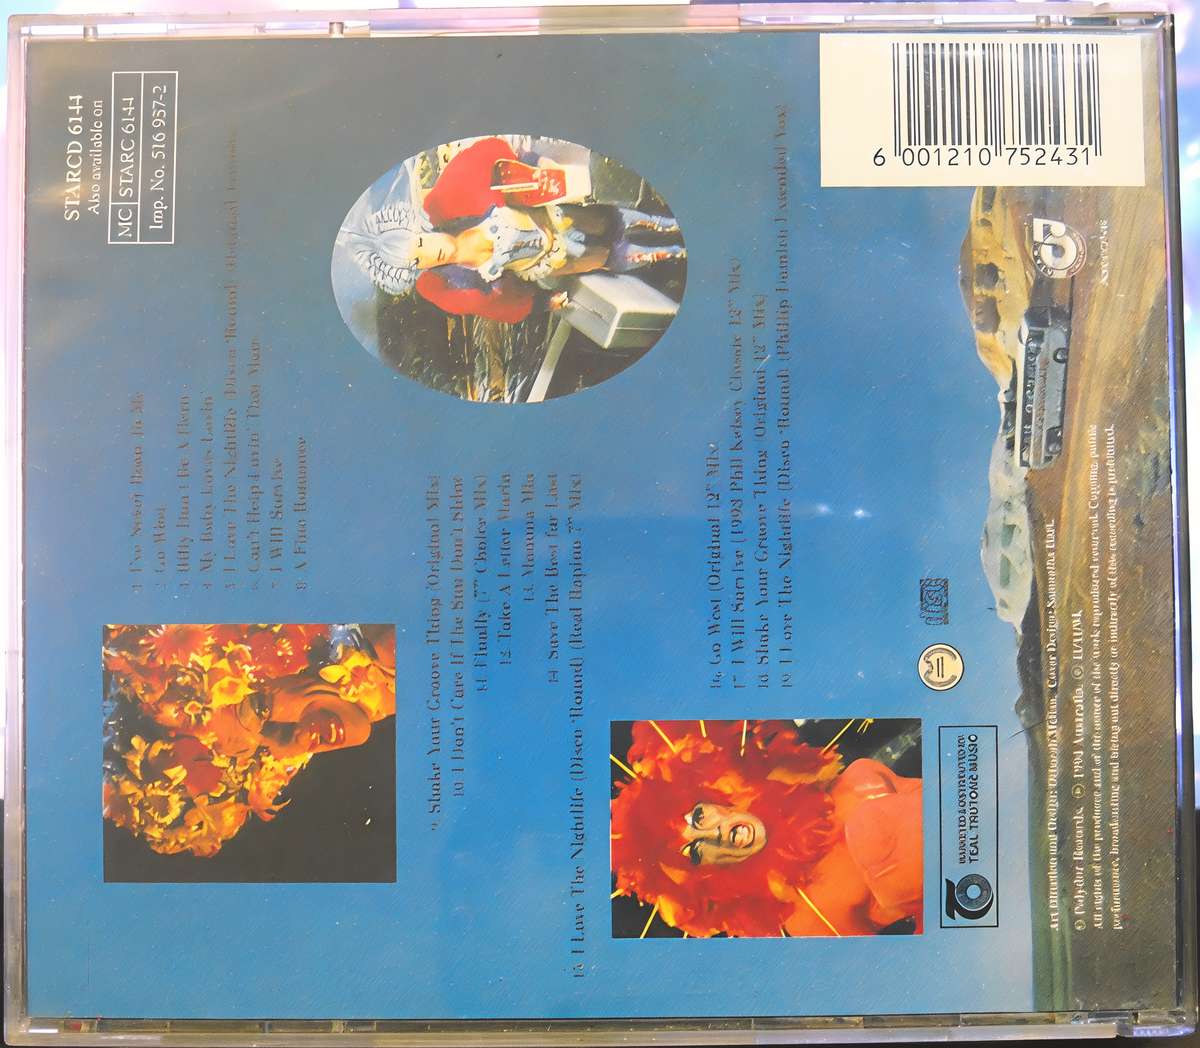 STARCD 6144
Also available on
MC STARC 6144
Imp. No. 516 937-2
1 I've Never Been To Me
2 Go West
3 Billy Don't Be A Hero
4 My Baby Loves Lovin'
5 I Love The Nightlife (Disco 'Round)
6 Can't Help Lovin' That Man
7 I Will Survive
8 A Fine Romance
9 Shake Your Groove Thing (Original Mix)
10 I Don't Care If The Sun Don't Shine
11 Finally (7" Choice Mix)
12 Take A Letter Maria
13 Mamma Mia
14 Save The Best for Last
15 I Love The Nightlife (Disco 'Round) (Real Rapino 7" Mix)
16 Go West (Original 12" Mix)
17 I Will Survive (1993 Phil Kelsey Classic 12" Mix)
18 Shake Your Groove Thing (Original 12" Mix)
19 I Love The Nightlife (Disco 'Round) (Phillip Damien Extended Vox)
6 001210 752431
TEAL TRUTONE MUSIC
Cover Design: Samantha Hart.
Polydor Records. ℗ 1994 Australia.
All rights of the producer and of the owner of the work reproduced reserved. Copying, public
performance, broadcasting and hiring out directly or indirectly of this recording is prohibited.